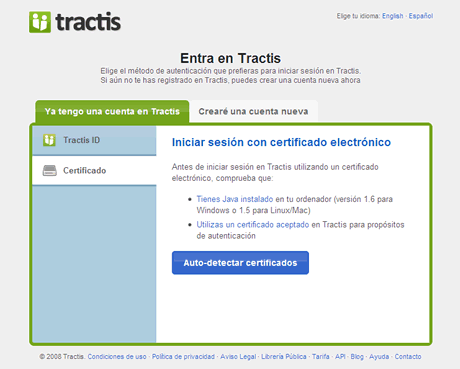 tractis
Elige tu idioma: English · Español
Entra en Tractis
Elige el método de autenticación que prefieras para iniciar sesión en Tractis.
Si aún no te has registrado en Tractis, puedes crear una cuenta nueva ahora
Ya tengo una cuenta en Tractis
Crearé una cuenta nueva
Tractis ID
Certificado
Iniciar sesión con certificado electrónico
Antes de iniciar sesión en Tractis utilizando un certificado
electrónico, comprueba que:
• Tienes Java instalado en tu ordenador (versión 1.6 para
Windows o 1.5 para Linux/Mac)
• Utilizas un certificado aceptado en Tractis para propósitos
de autenticación
Auto-detectar certificados
© 2008 Tractis. Condiciones de uso · Política de privacidad · Aviso Legal · Librería Pública · Tarifa · API · Blog · Ayuda · Contacto